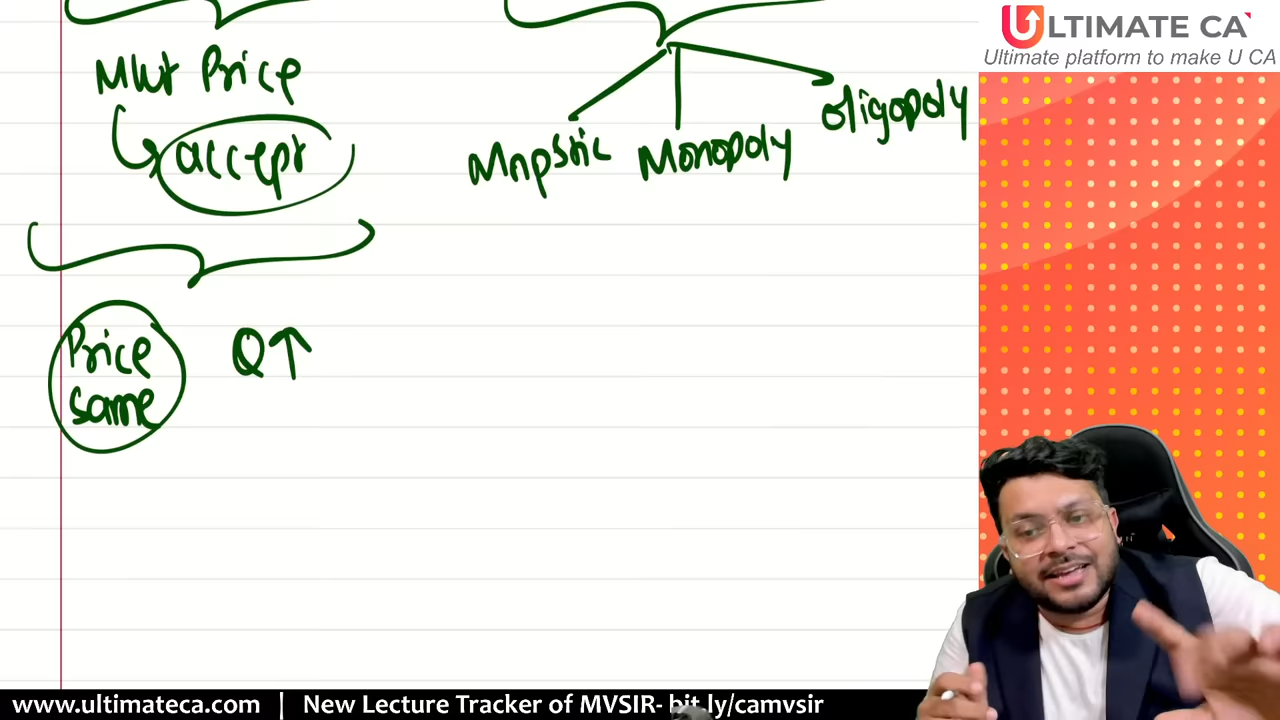 Mkt Price
accept
Mnpstic Monopoly Oligopoly
Price
same
Q↑
ULTIMATE CA
Ultimate platform to make U CA
www.ultimateca.com | New Lecture Tracker of MVSIR- bit.ly/camvsir